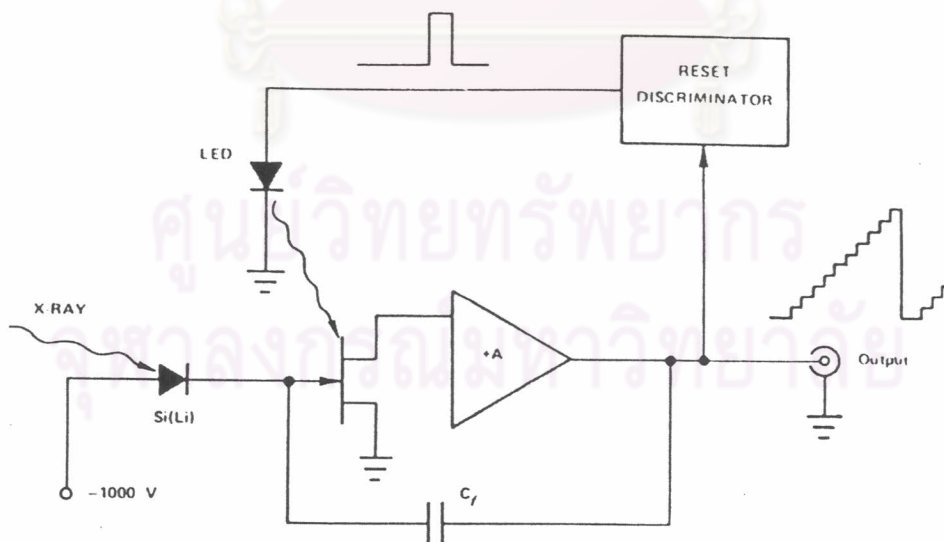 RESET
DISCRIMINATOR
LED
ศูนย์วิทยทรัพยากร
X-RAY
จุฬาลงกรณ์มหาวิทยาลัย
+A
Output
Si(Li)
-1000 V
Cf